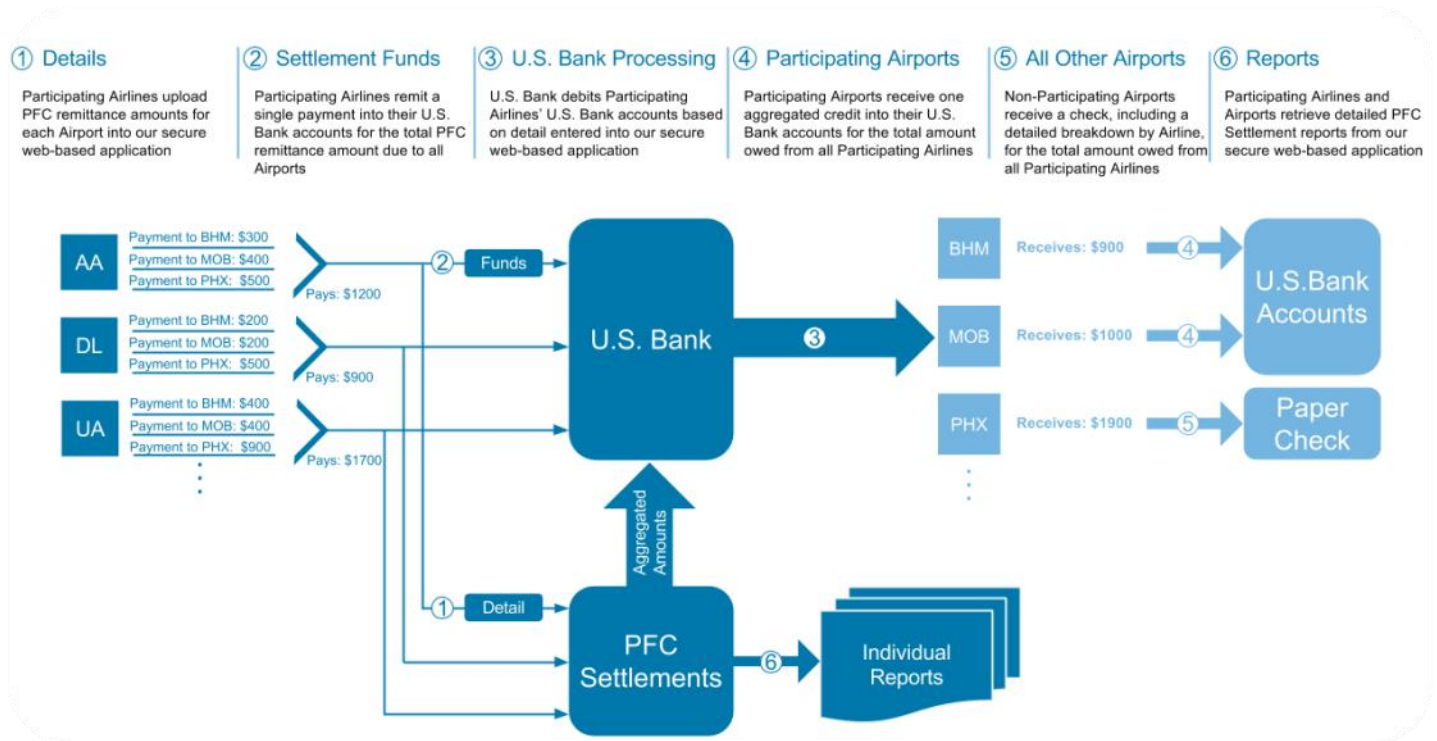 ① Details
Participating Airlines upload
PFC remittance amounts for
each Airport into our secure
web-based application
② Settlement Funds
Participating Airlines remit a
single payment into their U.S.
Bank accounts for the total PFC
remittance amount due to all
Airports
③ U.S. Bank Processing
U.S. Bank debits Participating
Airlines' U.S. Bank accounts based
on detail entered into our secure
web-based application
④ Participating Airports
Participating Airports receive one
aggregated credit into their U.S.
Bank accounts for the total amount
owed from all Participating Airlines
⑤ All Other Airports
Non-Participating Airports
receive a check, including a
detailed breakdown by Airline,
for the total amount owed from
all Participating Airlines
⑥ Reports
Participating Airlines and
Airports retrieve detailed PFC
Settlement reports from our
secure web-based application
AA
Payment to BHM: $300
Payment to MOB: $400
Payment to PHX: $500
Pays: $1200
DL
Payment to BHM: $200
Payment to MOB: $200
Payment to PHX: $500
Pays: $900
UA
Payment to BHM: $400
Payment to MOB: $400
Payment to PHX: $900
Pays: $1700
② Funds
U.S. Bank
③
BHM
Receives: $900
④
MOB
Receives: $1000
④
U.S.Bank
Accounts
PHX
Receives: $1900
⑤
Paper
Check
Aggregated
Amounts
① Detail
PFC
Settlements
⑥
Individual
Reports